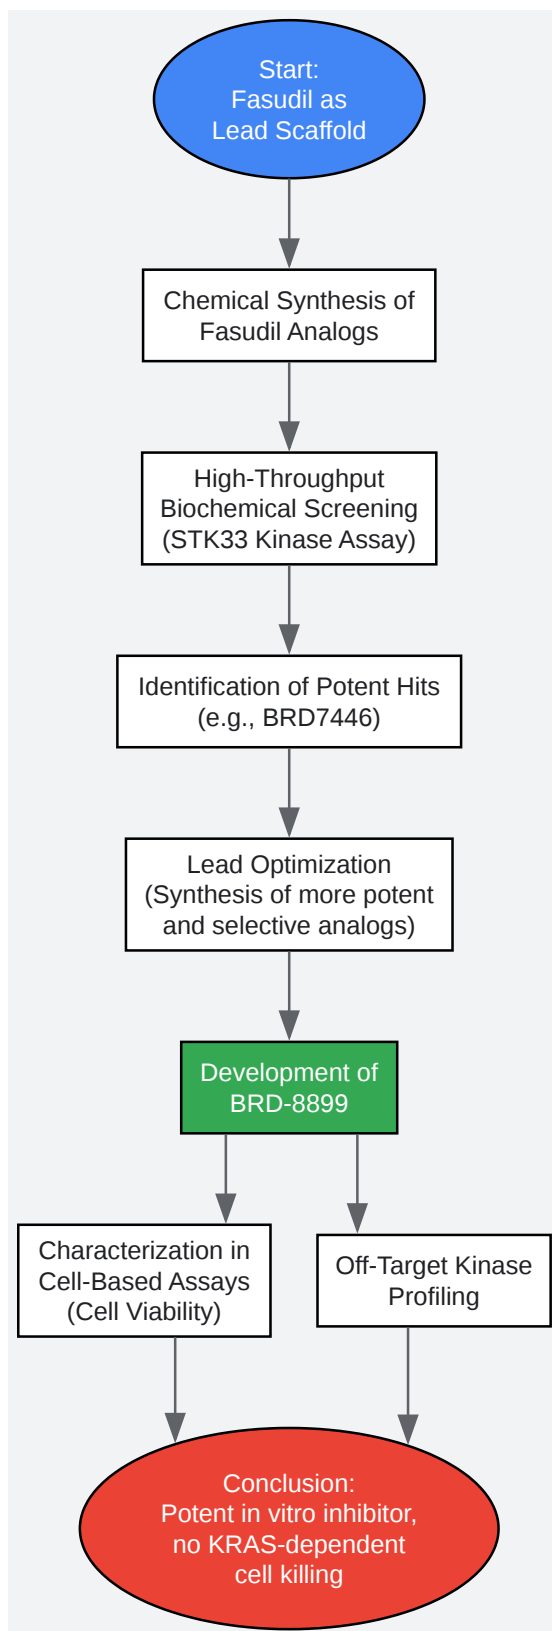 Start:
Fasudil as
Lead Scaffold
Chemical Synthesis of
Fasudil Analogs
High-Throughput
Biochemical Screening
(STK33 Kinase Assay)
Identification of Potent Hits
(e.g., BRD7446)
Lead Optimization
(Synthesis of more potent
and selective analogs)
Development of
BRD-8899
Characterization in
Cell-Based Assays
(Cell Viability)
Off-Target Kinase
Profiling
Conclusion:
Potent in vitro inhibitor,
no KRAS-dependent
cell killing